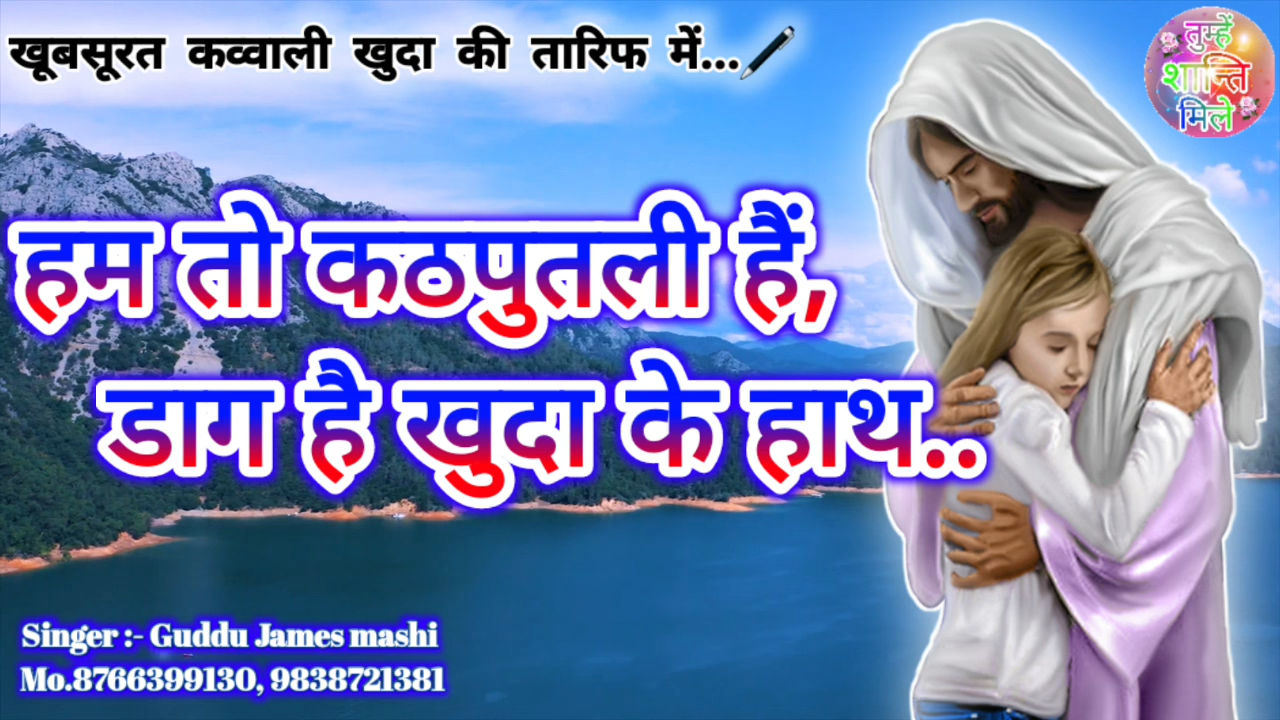 खूबसूरत कव्वाली खुदा की तारिफ में...
तुम्हें
शान्ति
मिले
हम तो कठपुतली हैं,
डाग है खुदा के हाथ..
Singer :- Guddu James mashi
Mo.8766399130, 9838721381